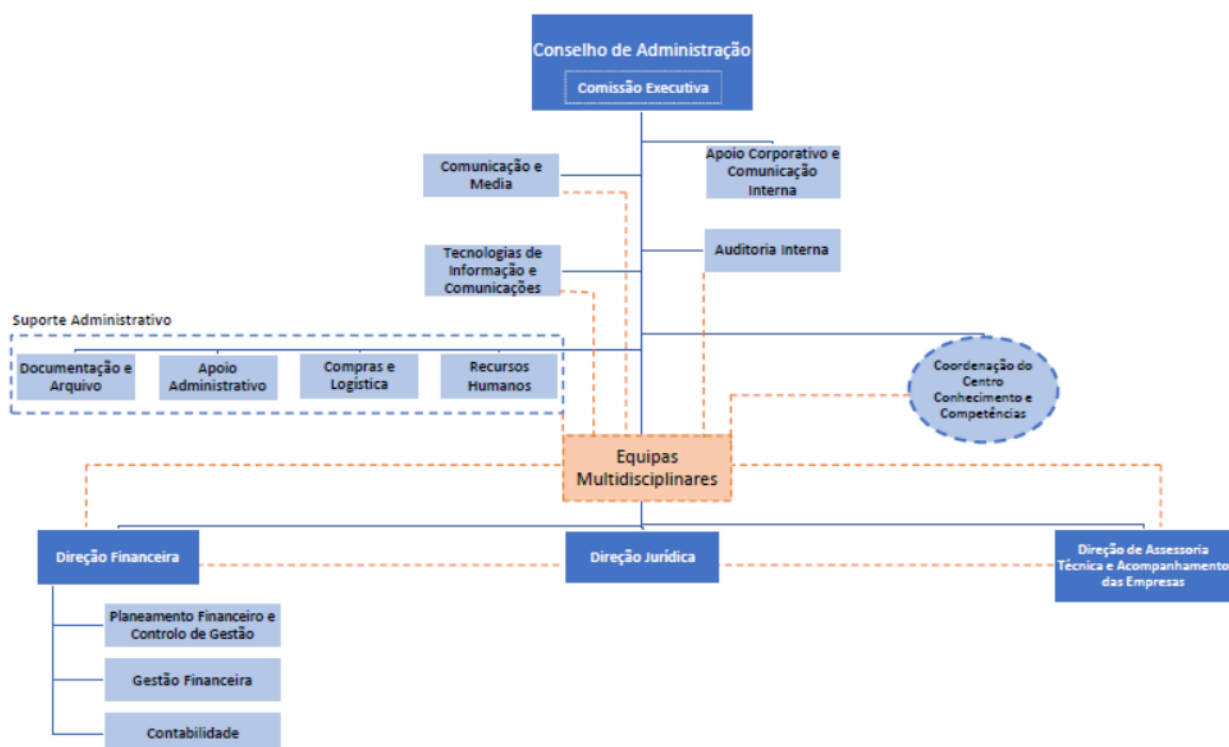 Conselho de Administração
Comissão Executiva
Comunicação e
Media
Apoio Corporativo e
Comunicação
Interna
Tecnologias de
Informação e
Comunicações
Auditoria Interna
Suporte Administrativo
Documentação e
Arquivo
Apoio
Administrativo
Compras e
Logística
Recursos
Humanos
Coordenação do
Centro
Conhecimento e
Competências
Equipas
Multidisciplinares
Direção Financeira
Direção Jurídica
Direção de Assessoria
Técnica e Acompanhamento
das Empresas
Planeamento Financeiro e
Controlo de Gestão
Gestão Financeira
Contabilidade